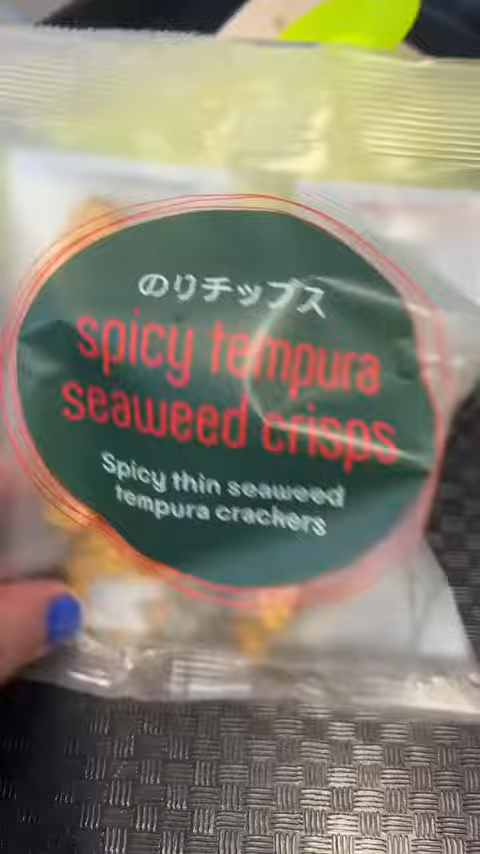 のりチップス
spicy tempura
seaweed crisps
Spicy thin seaweed
tempura crackers